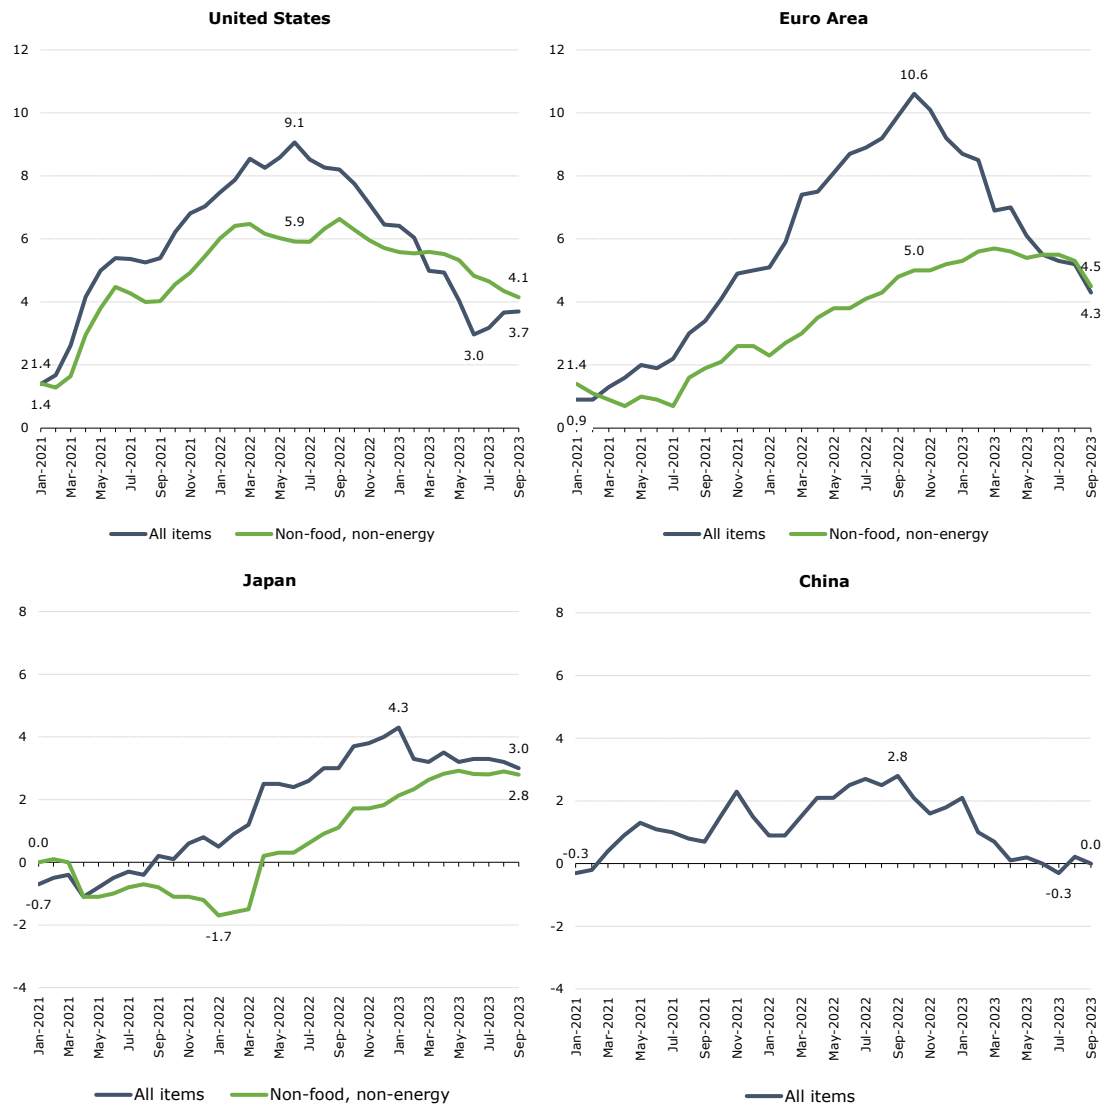 United States
12
10
8
6
4
2
0
9.1
5.9
4.1
3.7
3.0
1.4
1.4
Jan-2021
Mar-2021
May-2021
Jul-2021
Sep-2021
Nov-2021
Jan-2022
Mar-2022
May-2022
Jul-2022
Sep-2022
Nov-2022
Jan-2023
Mar-2023
May-2023
Jul-2023
Sep-2023
All items
Non-food, non-energy
Euro Area
12
10
8
6
4
2
0
10.6
5.0
4.5
4.3
1.4
0.9
Jan-2021
Mar-2021
May-2021
Jul-2021
Sep-2021
Nov-2021
Jan-2022
Mar-2022
May-2022
Jul-2022
Sep-2022
Nov-2022
Jan-2023
Mar-2023
May-2023
Jul-2023
Sep-2023
All items
Non-food, non-energy
Japan
8
6
4
2
0
-2
-4
4.3
3.0
2.8
0.0
-0.7
-1.7
Jan-2021
Mar-2021
May-2021
Jul-2021
Sep-2021
Nov-2021
Jan-2022
Mar-2022
May-2022
Jul-2022
Sep-2022
Nov-2022
Jan-2023
Mar-2023
May-2023
Jul-2023
Sep-2023
All items
Non-food, non-energy
China
8
6
4
2
0
-2
-4
2.8
0.0
-0.3
-0.3
Jan-2021
Mar-2021
May-2021
Jul-2021
Sep-2021
Nov-2021
Jan-2022
Mar-2022
May-2022
Jul-2022
Sep-2022
Nov-2022
Jan-2023
Mar-2023
May-2023
Jul-2023
Sep-2023
All items